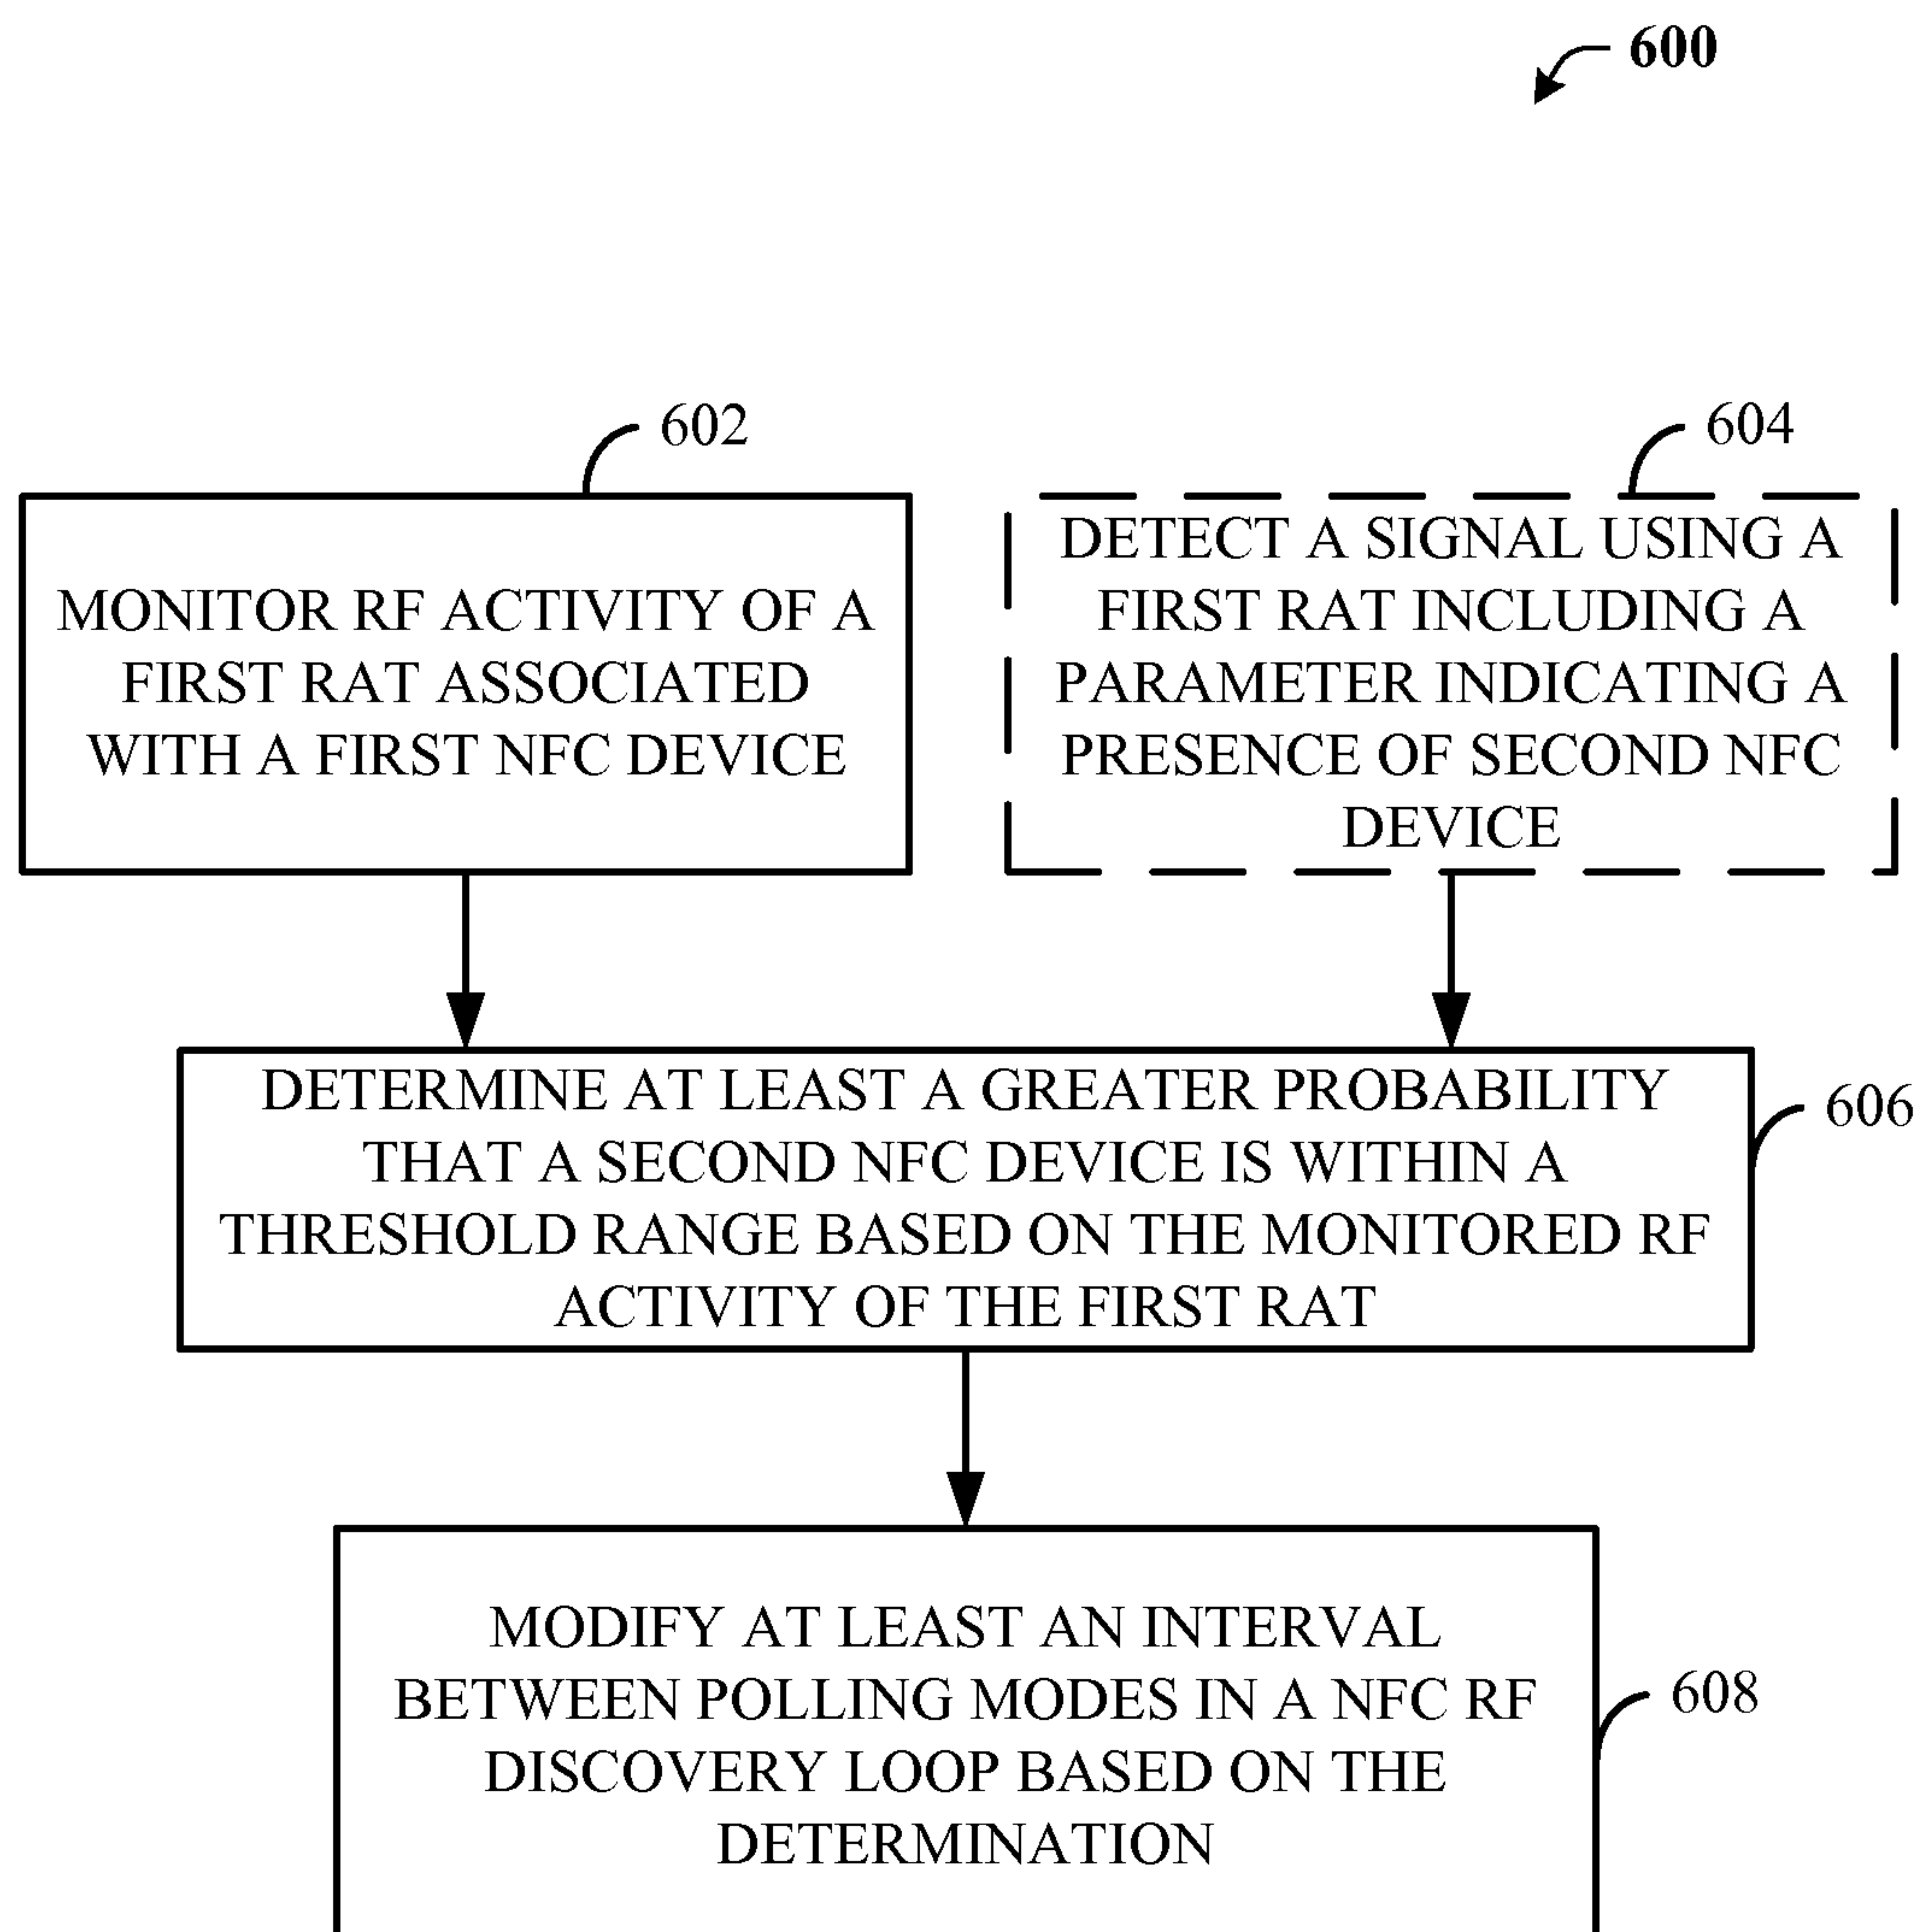 600
602
MONITOR RF ACTIVITY OF A
FIRST RAT ASSOCIATED
WITH A FIRST NFC DEVICE
604
DETECT A SIGNAL USING A
FIRST RAT INCLUDING A
PARAMETER INDICATING A
PRESENCE OF SECOND NFC
DEVICE
DETERMINE AT LEAST A GREATER PROBABILITY
THAT A SECOND NFC DEVICE IS WITHIN A
THRESHOLD RANGE BASED ON THE MONITORED RF
ACTIVITY OF THE FIRST RAT
606
MODIFY AT LEAST AN INTERVAL
BETWEEN POLLING MODES IN A NFC RF
DISCOVERY LOOP BASED ON THE
DETERMINATION
608